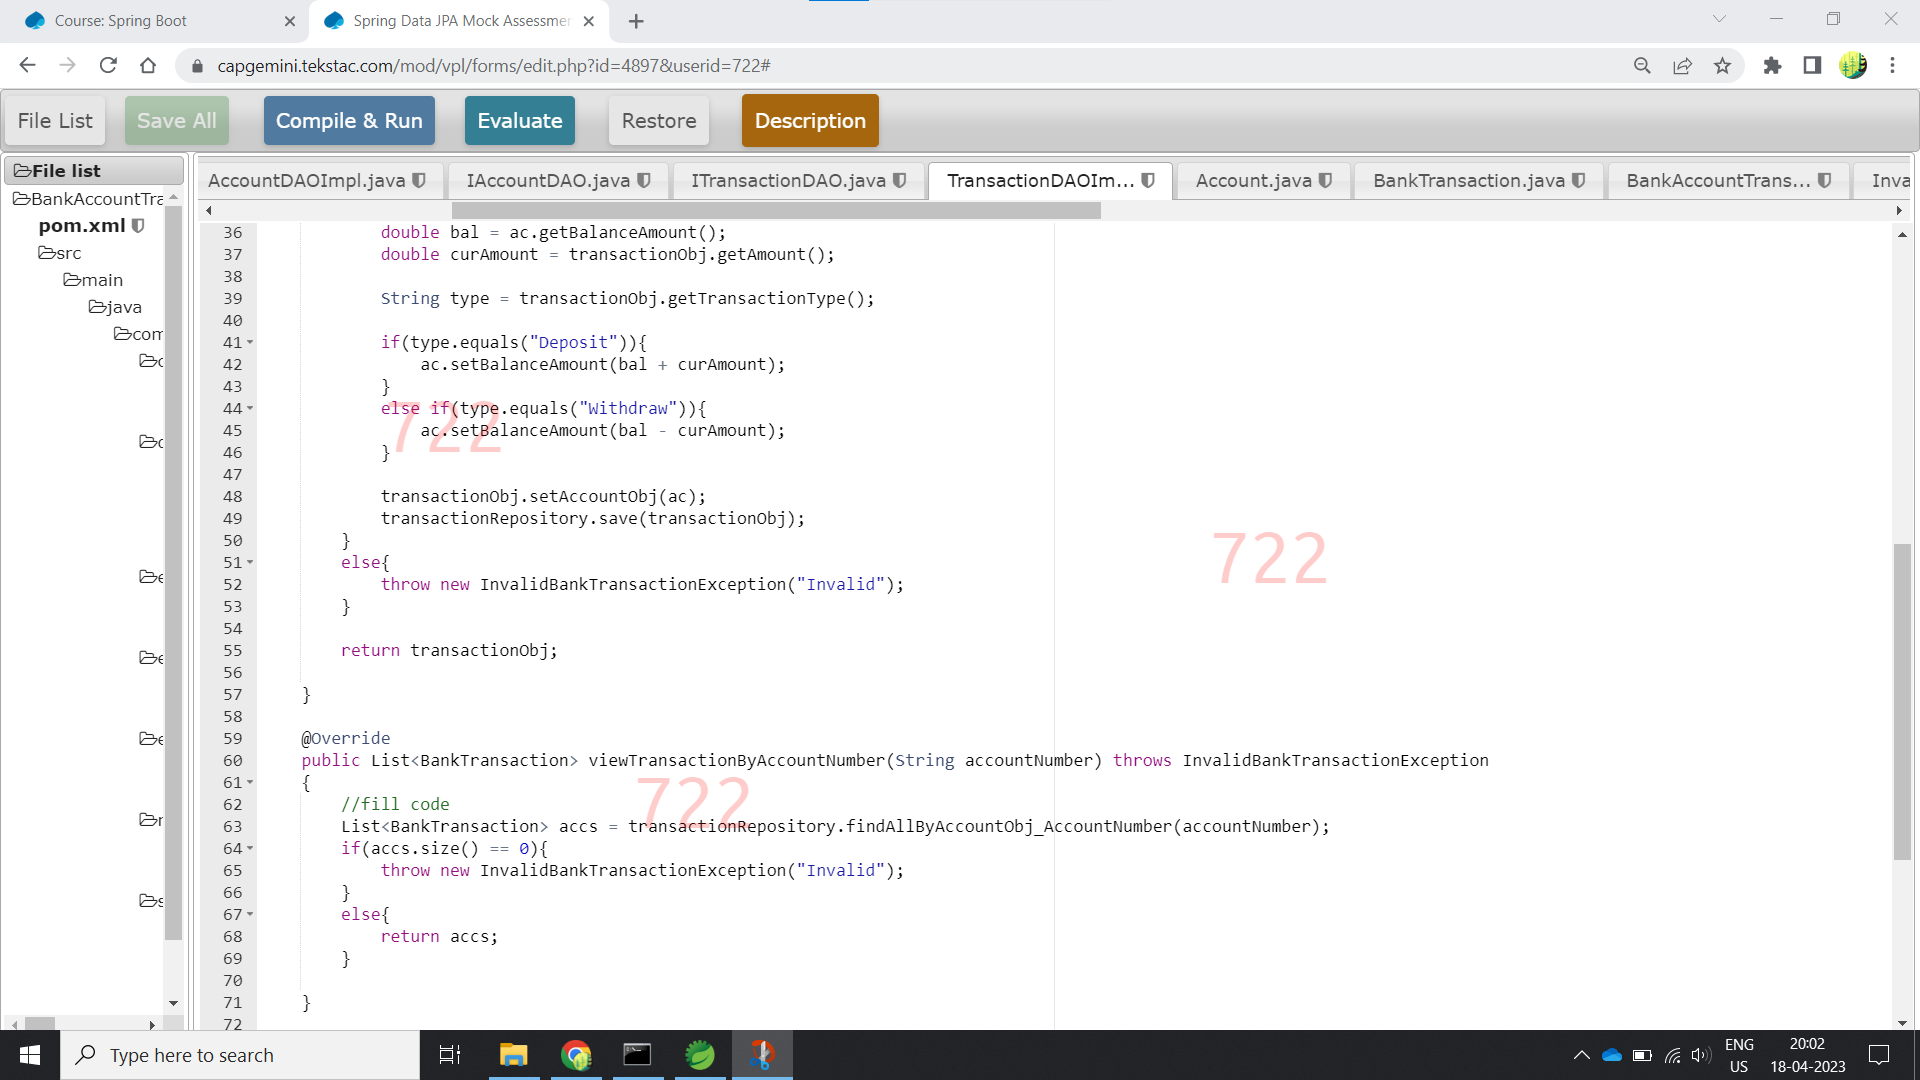 Course: Spring Boot
Spring Data JPA Mock Assessmen
capgemini.tekstac.com/mod/vpl/forms/edit.php?id=4897&userid=722#
File List
Save All
Compile & Run
Evaluate
Restore
Description
File list
BankAccountTra
pom.xml
src
main
java
com
AccountDAOImpl.java
IAccountDAO.java
ITransactionDAO.java
TransactionDAOIm...
Account.java
BankTransaction.java
BankAccountTrans...
Inva
36 double bal = ac.getBalanceAmount();
37 double curAmount = transactionObj.getAmount();
38
39 String type = transactionObj.getTransactionType();
40
41 if(type.equals("Deposit")){
42 ac.setBalanceAmount(bal + curAmount);
43 }
44 else if(type.equals("Withdraw")){
45 ac.setBalanceAmount(bal - curAmount);
46 }
47
48 transactionObj.setAccountObj(ac);
49 transactionRepository.save(transactionObj);
50 }
51 else{
52 throw new InvalidBankTransactionException("Invalid");
53 }
54
55 return transactionObj;
56
57 }
58
59 @Override
60 public List<BankTransaction> viewTransactionByAccountNumber(String accountNumber) throws InvalidBankTransactionException
61 {
62 //fill code
63 List<BankTransaction> accs = transactionRepository.findAllByAccountObj_AccountNumber(accountNumber);
64 if(accs.size() == 0){
65 throw new InvalidBankTransactionException("Invalid");
66 }
67 else{
68 return accs;
69 }
70
71 }
72
722
722
722
Type here to search
ENG
US
20:02
18-04-2023